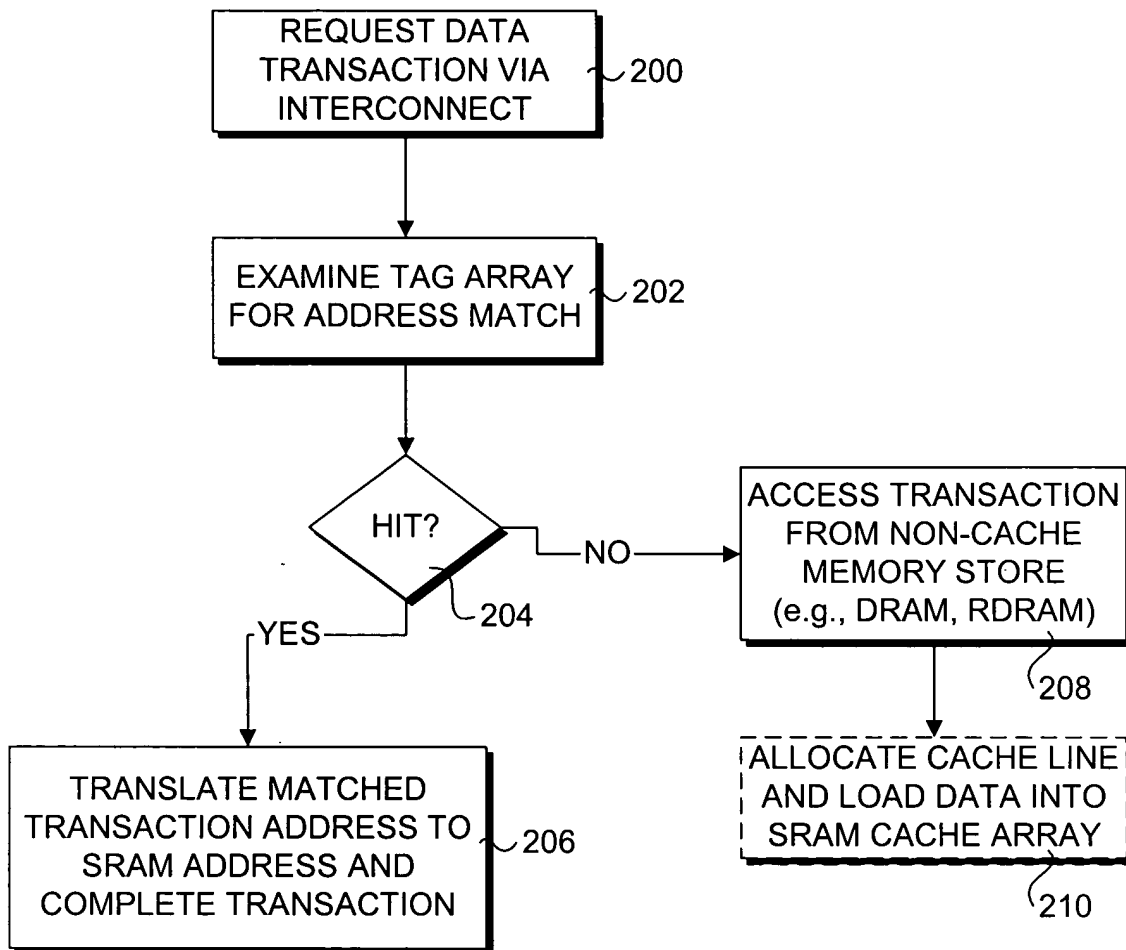 REQUEST DATA
TRANSACTION VIA
INTERCONNECT
200
EXAMINE TAG ARRAY
FOR ADDRESS MATCH
202
HIT?
204
NO
YES
ACCESS TRANSACTION
FROM NON-CACHE
MEMORY STORE
(e.g., DRAM, RDRAM)
208
TRANSLATE MATCHED
TRANSACTION ADDRESS TO
SRAM ADDRESS AND
COMPLETE TRANSACTION
206
ALLOCATE CACHE LINE
AND LOAD DATA INTO
SRAM CACHE ARRAY
210